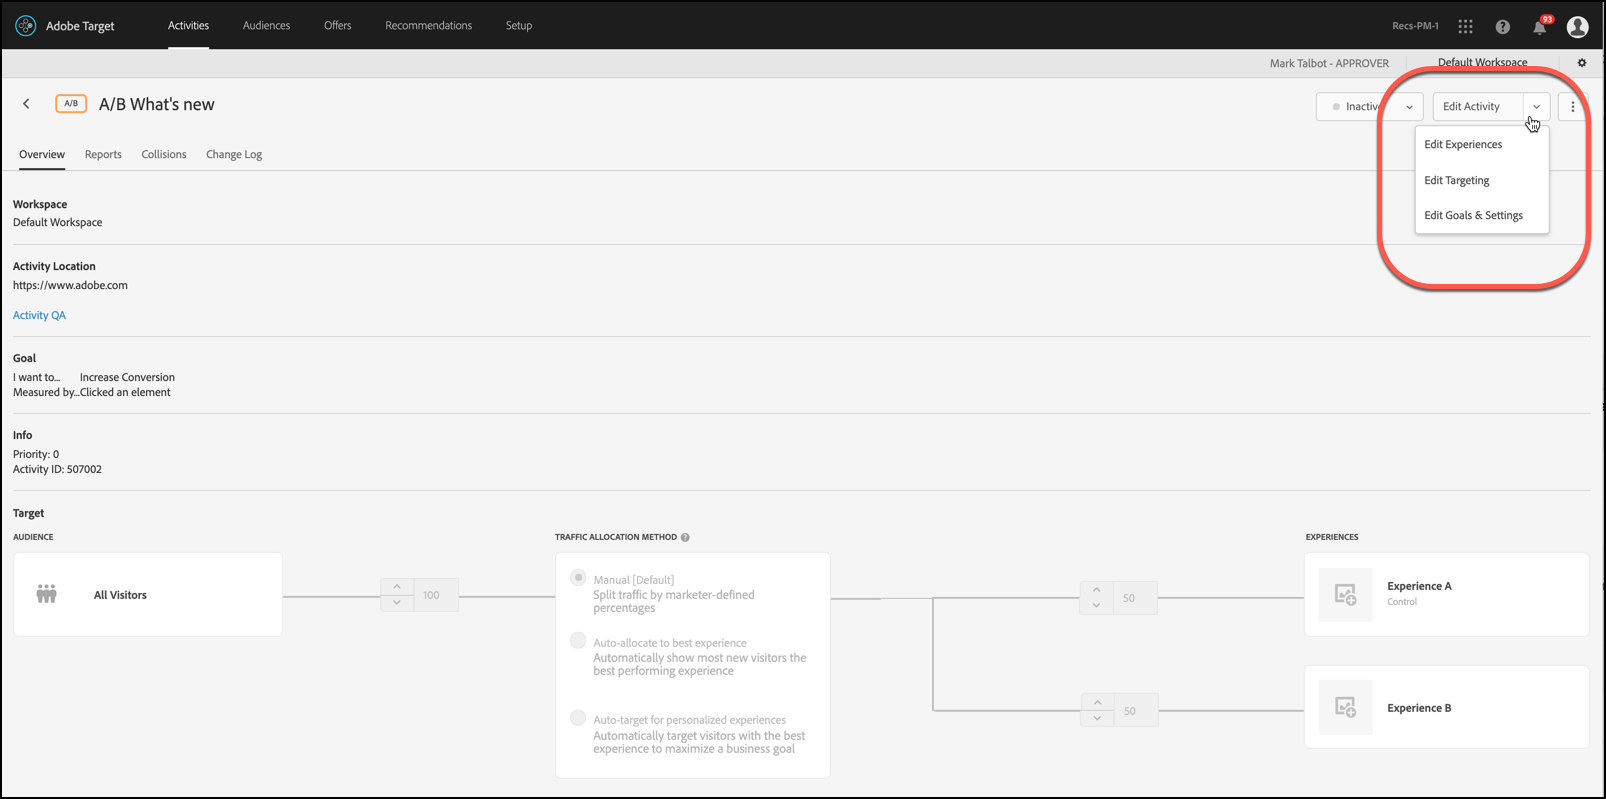 Adobe Target
Activities
Audiences
Offers
Recommendations
Setup
Recs-PM-1
93
Mark Talbot - APPROVER
Default Workspace
A/B
A/B What's new
Inactive
Edit Activity
Edit Experiences
Edit Targeting
Edit Goals & Settings
Overview
Reports
Collisions
Change Log
Workspace
Default Workspace
Activity Location
https://www.adobe.com
Activity QA
Goal
I want to... Increase Conversion
Measured by...Clicked an element
Info
Priority: 0
Activity ID: 507002
Target
AUDIENCE
TRAFFIC ALLOCATION METHOD ?
EXPERIENCES
All Visitors
100
Manual [Default]
Split traffic by marketer-defined
percentages
Auto-allocate to best experience
Automatically show most new visitors the
best performing experience
Auto-target for personalized experiences
Automatically target visitors with the best
experience to maximize a business goal
50
Experience A
Control
50
Experience B